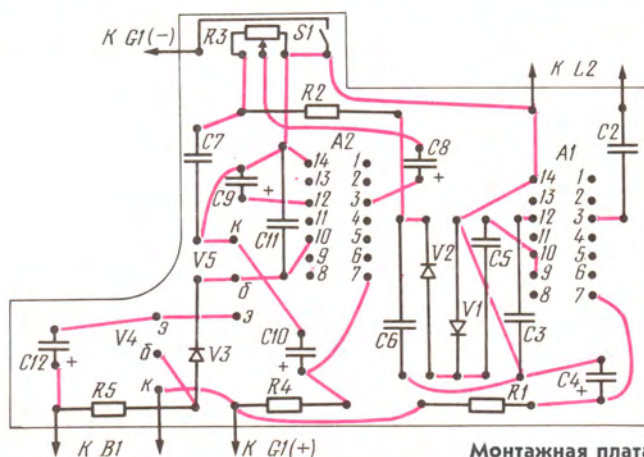 К G1(−)
R3
S1
К L2
R2
C7
A2
C8
+
A1
C2
14 1
13 2
12 3
11 4
10 5
9 6
8 7
C9
+
C11
к
V5
б
э
э
V4
б
к
V3
C12
+
C10
+
C6
V2
V1
C5
C3
14 1
13 2
12 3
11 4
10 5
9 6
8 7
C4
+
R5
R4
R1
К B1
К G1(+)
Монтажная плата